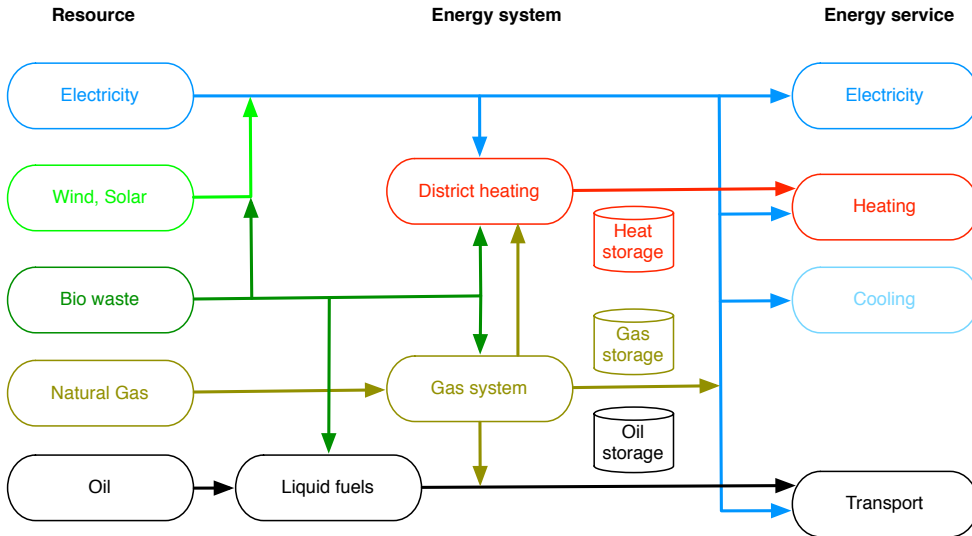 Resource
Energy system
Energy service
Electricity
Electricity
Wind, Solar
District heating
Heating
Heat
storage
Bio waste
Cooling
Gas
storage
Natural Gas
Gas system
Oil
storage
Oil
Liquid fuels
Transport